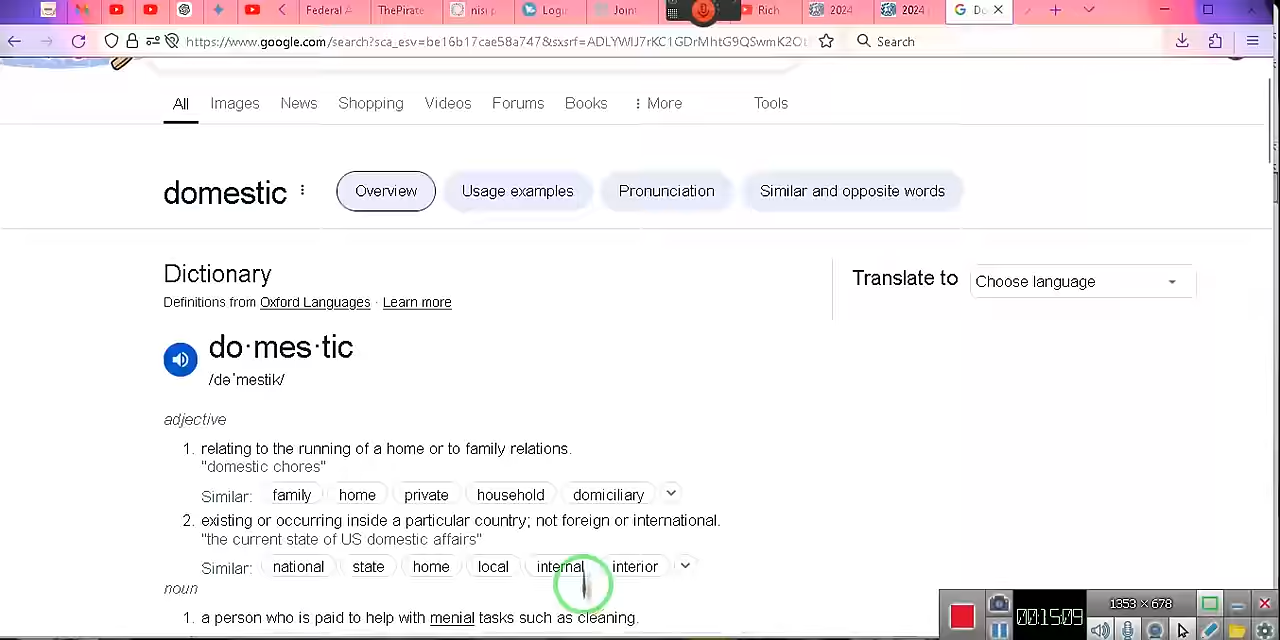 Federal A
ThePirate
nisi p
Login
Joint
Rich
2024
2024
Do
https://www.google.com/search?sca_esv=be16b17cae58a747&sxsrf=ADLYWIJ7rKC1GDrMhtG9QSwmK2Ot
Search
All
Images
News
Shopping
Videos
Forums
Books
More
Tools
domestic
Overview
Usage examples
Pronunciation
Similar and opposite words
Dictionary
Translate to
Choose language
Definitions from Oxford Languages · Learn more
do·mes·tic
/dəˈmestik/
adjective
1. relating to the running of a home or to family relations.
"domestic chores"
Similar: family home private household domiciliary
2. existing or occurring inside a particular country; not foreign or international.
"the current state of US domestic affairs"
Similar: national state home local internal interior
noun
1. a person who is paid to help with menial tasks such as cleaning.
00:15:09
1353 × 678